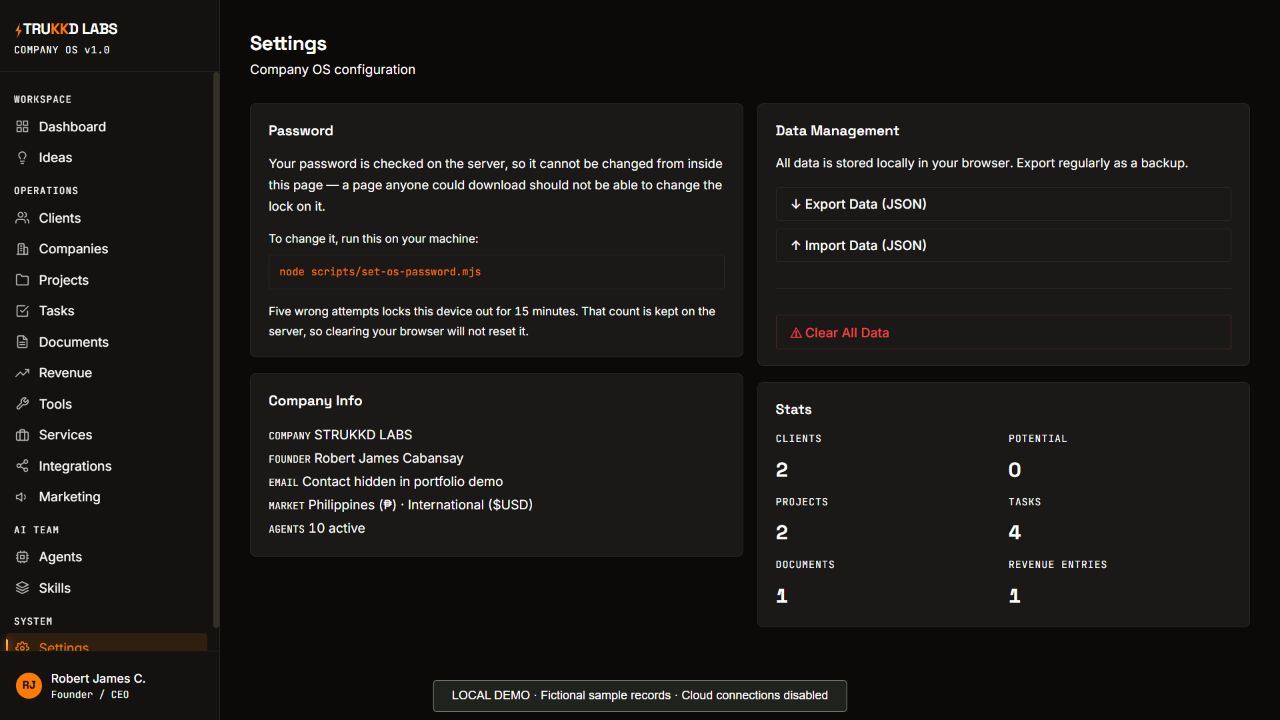 TRUKKD LABS
COMPANY OS v1.0
WORKSPACE
Dashboard
Ideas
OPERATIONS
Clients
Companies
Projects
Tasks
Documents
Revenue
Tools
Services
Integrations
Marketing
AI TEAM
Agents
Skills
SYSTEM
Settings
RJ
Robert James C.
Founder / CEO
Settings
Company OS configuration
Password
Your password is checked on the server, so it cannot be changed from inside
this page — a page anyone could download should not be able to change the
lock on it.
To change it, run this on your machine:
node scripts/set-os-password.mjs
Five wrong attempts locks this device out for 15 minutes. That count is kept on the
server, so clearing your browser will not reset it.
Company Info
COMPANY STRUKKD LABS
FOUNDER Robert James Cabansay
EMAIL Contact hidden in portfolio demo
MARKET Philippines (₱) · International ($USD)
AGENTS 10 active
Data Management
All data is stored locally in your browser. Export regularly as a backup.
↓ Export Data (JSON)
↑ Import Data (JSON)
⚠ Clear All Data
Stats
CLIENTS
2
POTENTIAL
0
PROJECTS
2
TASKS
4
DOCUMENTS
1
REVENUE ENTRIES
1
LOCAL DEMO · Fictional sample records · Cloud connections disabled